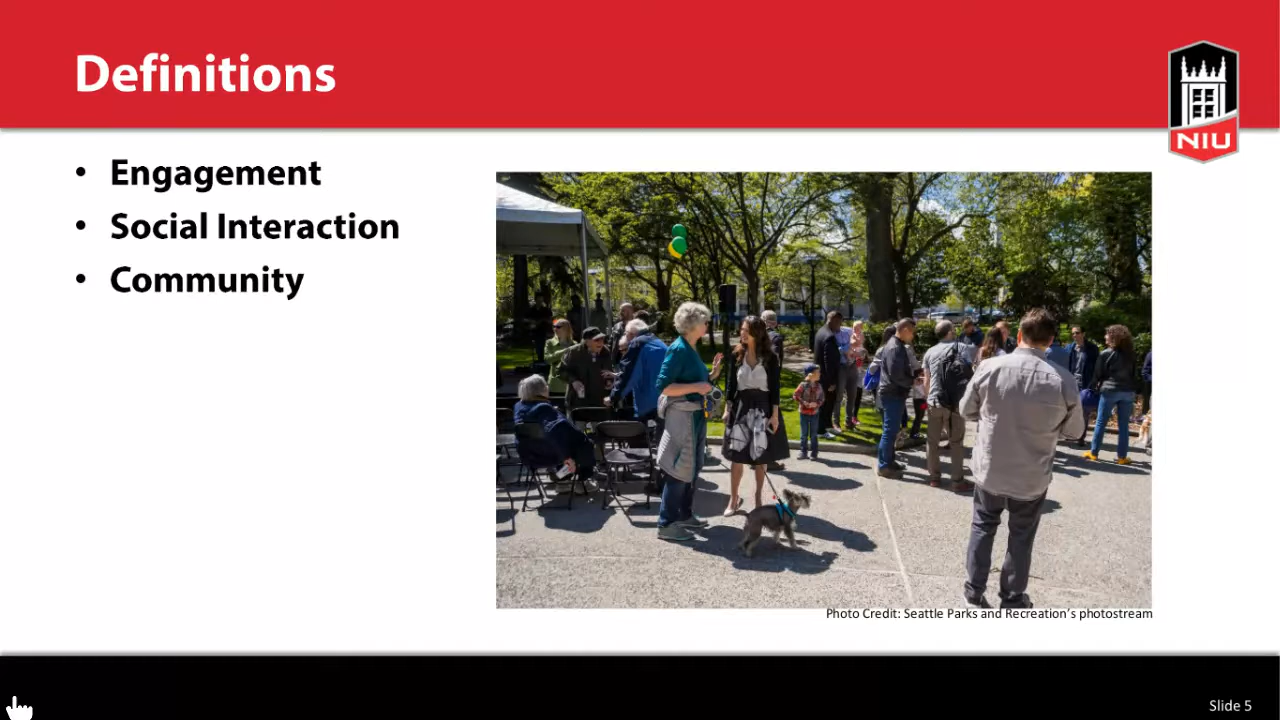 Definitions
NIU
• Engagement
• Social Interaction
• Community
Photo Credit: Seattle Parks and Recreation's photostream
Slide 5